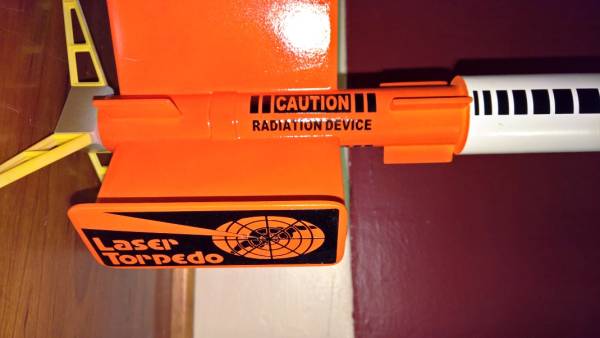 CAUTION
RADIATION DEVICE
Laser
Torpedo